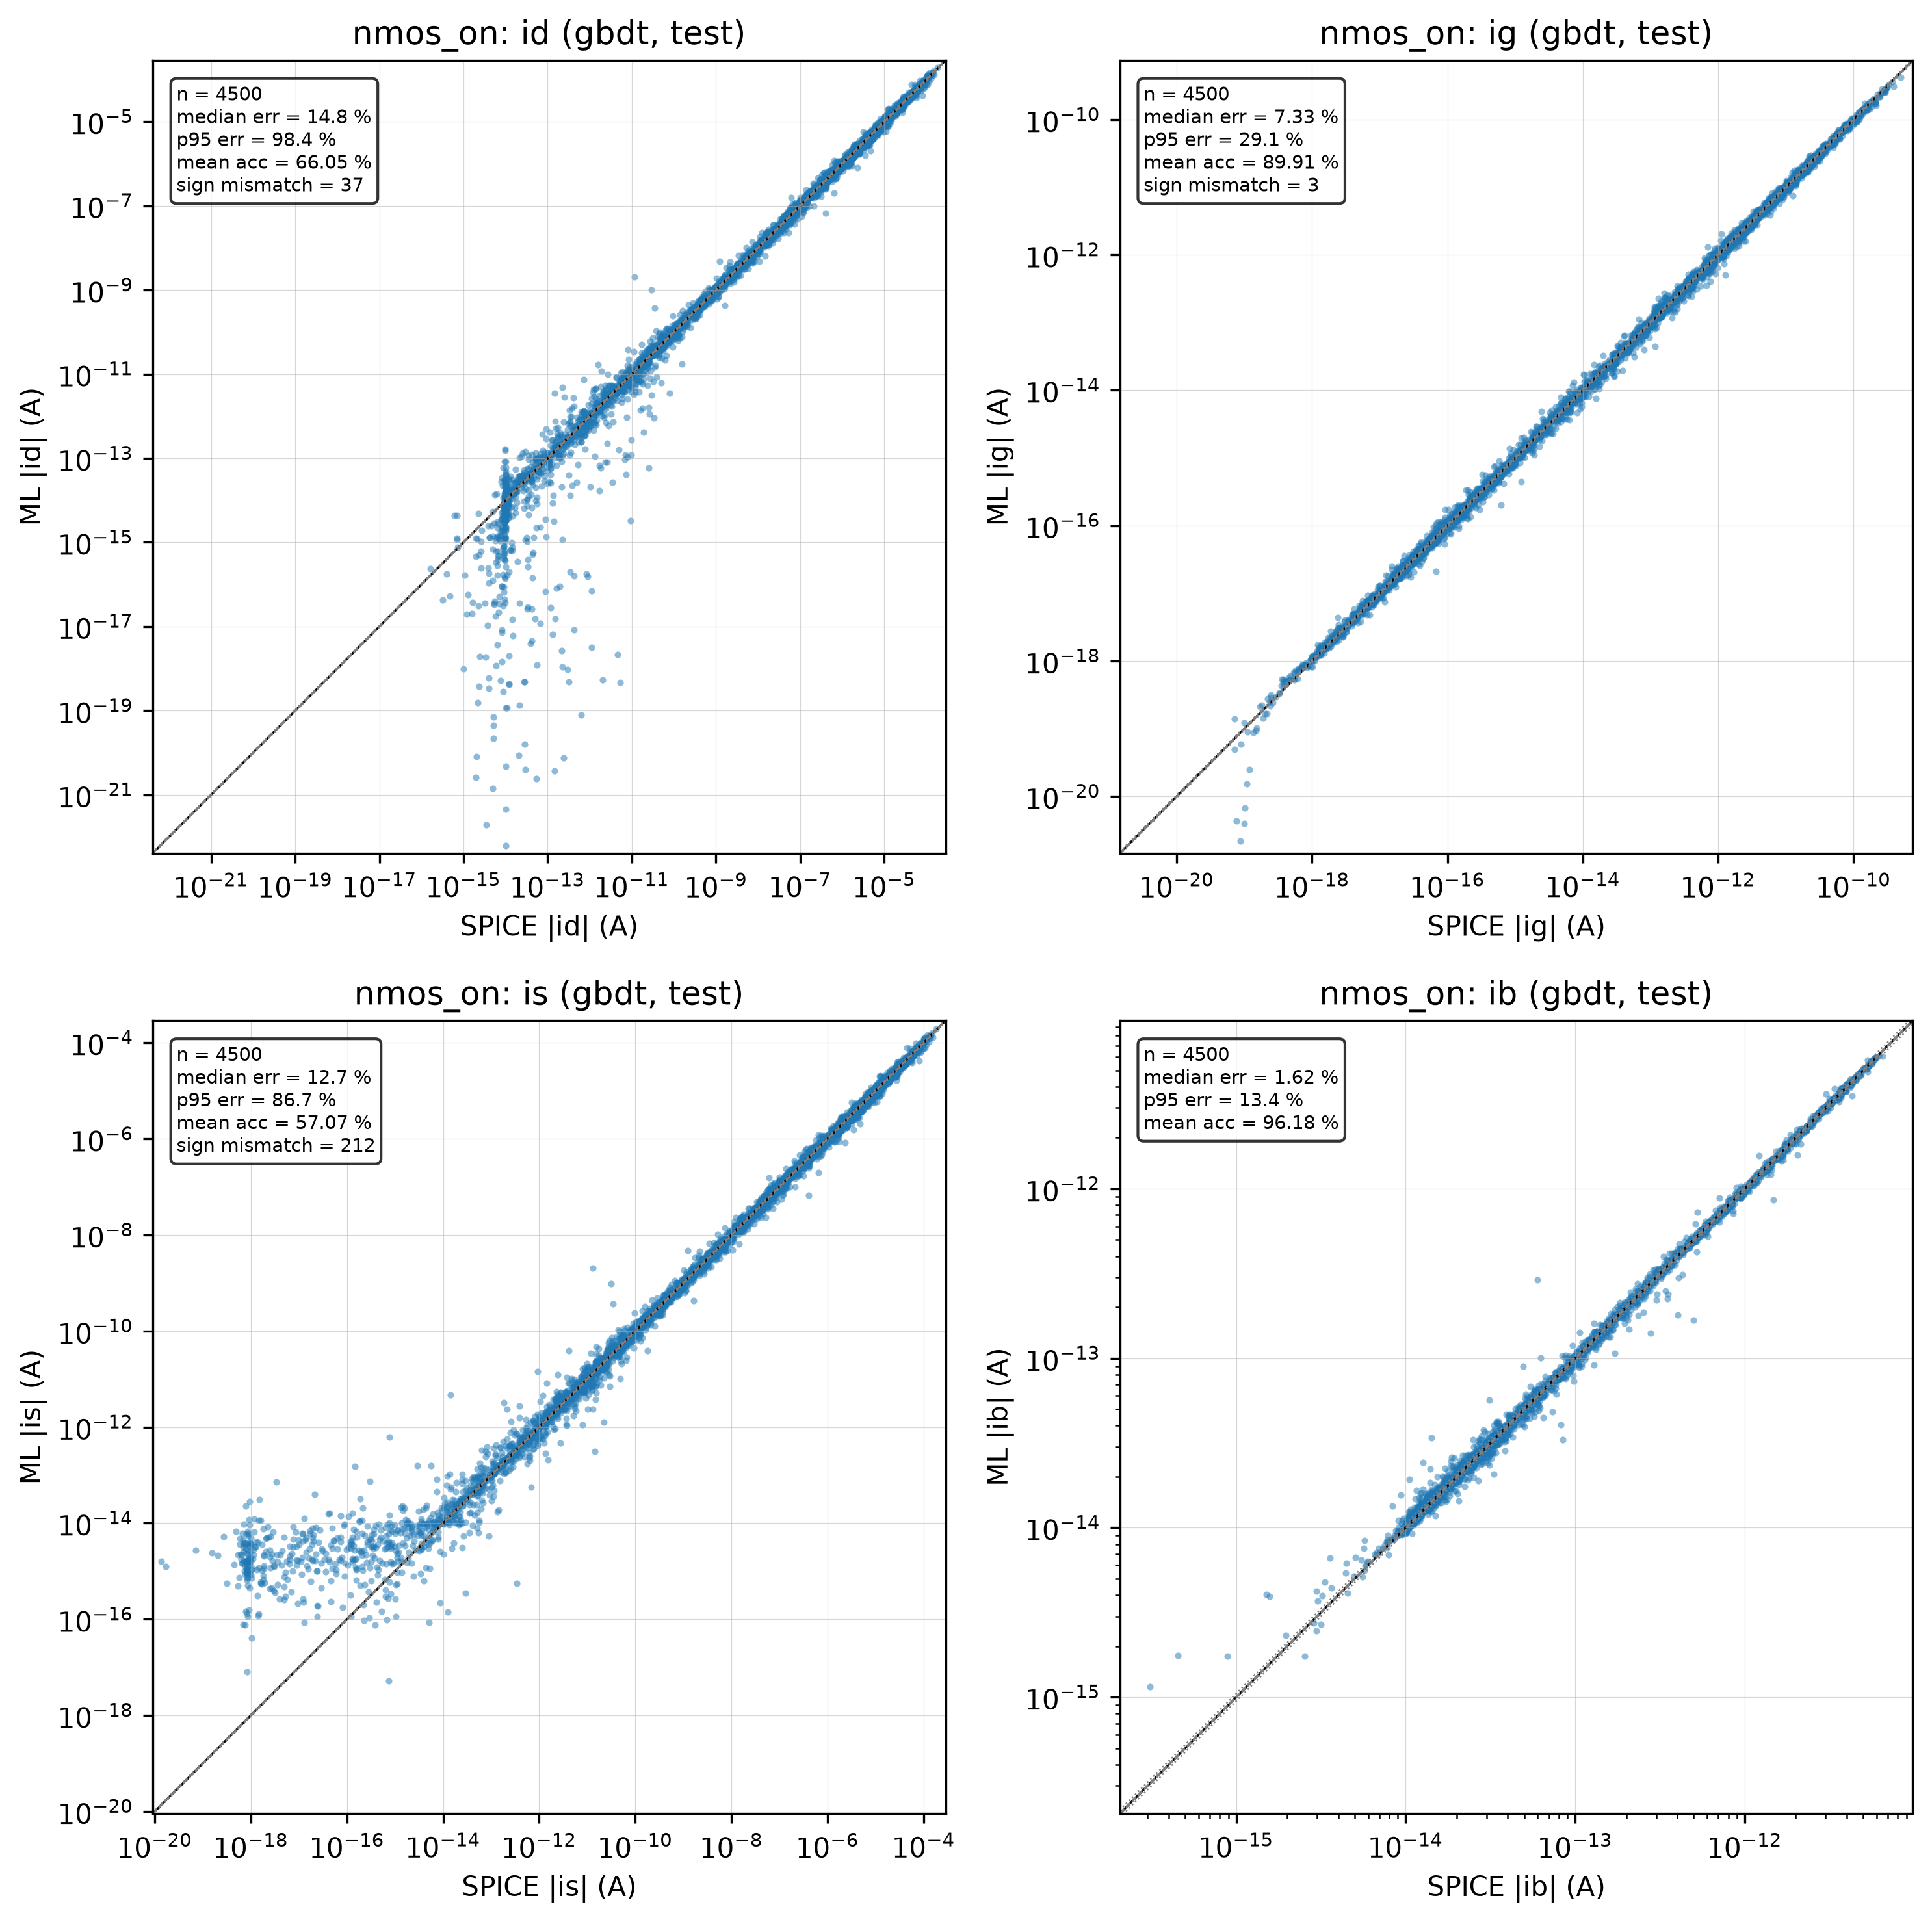 nmos_on: id (gbdt, test)
n = 4500
median err = 14.8 %
p95 err = 98.4 %
mean acc = 66.05 %
sign mismatch = 37
ML |id| (A)
10⁻⁵
10⁻⁷
10⁻⁹
10⁻¹¹
10⁻¹³
10⁻¹⁵
10⁻¹⁷
10⁻¹⁹
10⁻²¹
10⁻²¹ 10⁻¹⁹ 10⁻¹⁷ 10⁻¹⁵ 10⁻¹³ 10⁻¹¹ 10⁻⁹ 10⁻⁷ 10⁻⁵
SPICE |id| (A)
nmos_on: ig (gbdt, test)
n = 4500
median err = 7.33 %
p95 err = 29.1 %
mean acc = 89.91 %
sign mismatch = 3
ML |ig| (A)
10⁻¹⁰
10⁻¹²
10⁻¹⁴
10⁻¹⁶
10⁻¹⁸
10⁻²⁰
10⁻²⁰ 10⁻¹⁸ 10⁻¹⁶ 10⁻¹⁴ 10⁻¹² 10⁻¹⁰
SPICE |ig| (A)
nmos_on: is (gbdt, test)
n = 4500
median err = 12.7 %
p95 err = 86.7 %
mean acc = 57.07 %
sign mismatch = 212
ML |is| (A)
10⁻⁴
10⁻⁶
10⁻⁸
10⁻¹⁰
10⁻¹²
10⁻¹⁴
10⁻¹⁶
10⁻¹⁸
10⁻²⁰
10⁻²⁰ 10⁻¹⁸ 10⁻¹⁶ 10⁻¹⁴ 10⁻¹² 10⁻¹⁰ 10⁻⁸ 10⁻⁶ 10⁻⁴
SPICE |is| (A)
nmos_on: ib (gbdt, test)
n = 4500
median err = 1.62 %
p95 err = 13.4 %
mean acc = 96.18 %
ML |ib| (A)
10⁻¹²
10⁻¹³
10⁻¹⁴
10⁻¹⁵
10⁻¹⁵ 10⁻¹⁴ 10⁻¹³ 10⁻¹²
SPICE |ib| (A)